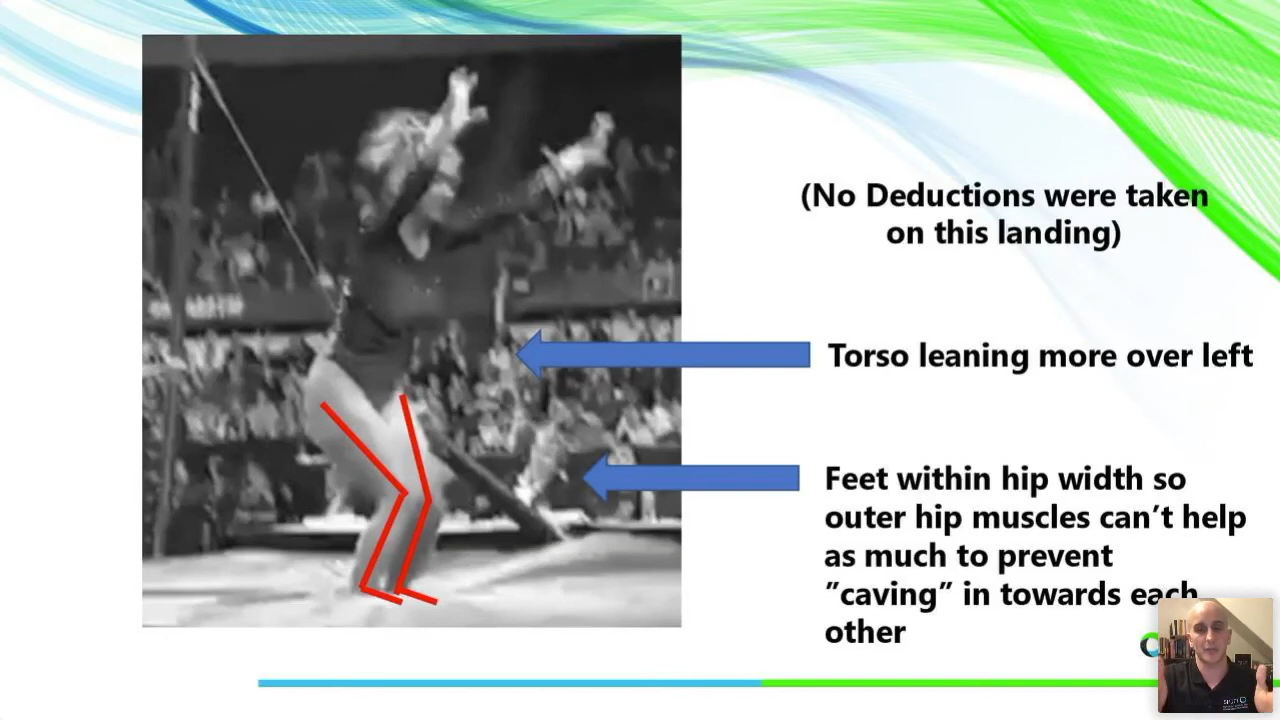 (No Deductions were taken
on this landing)
Torso leaning more over left
Feet within hip width so
outer hip muscles can’t help
as much to prevent
”caving” in towards each
other